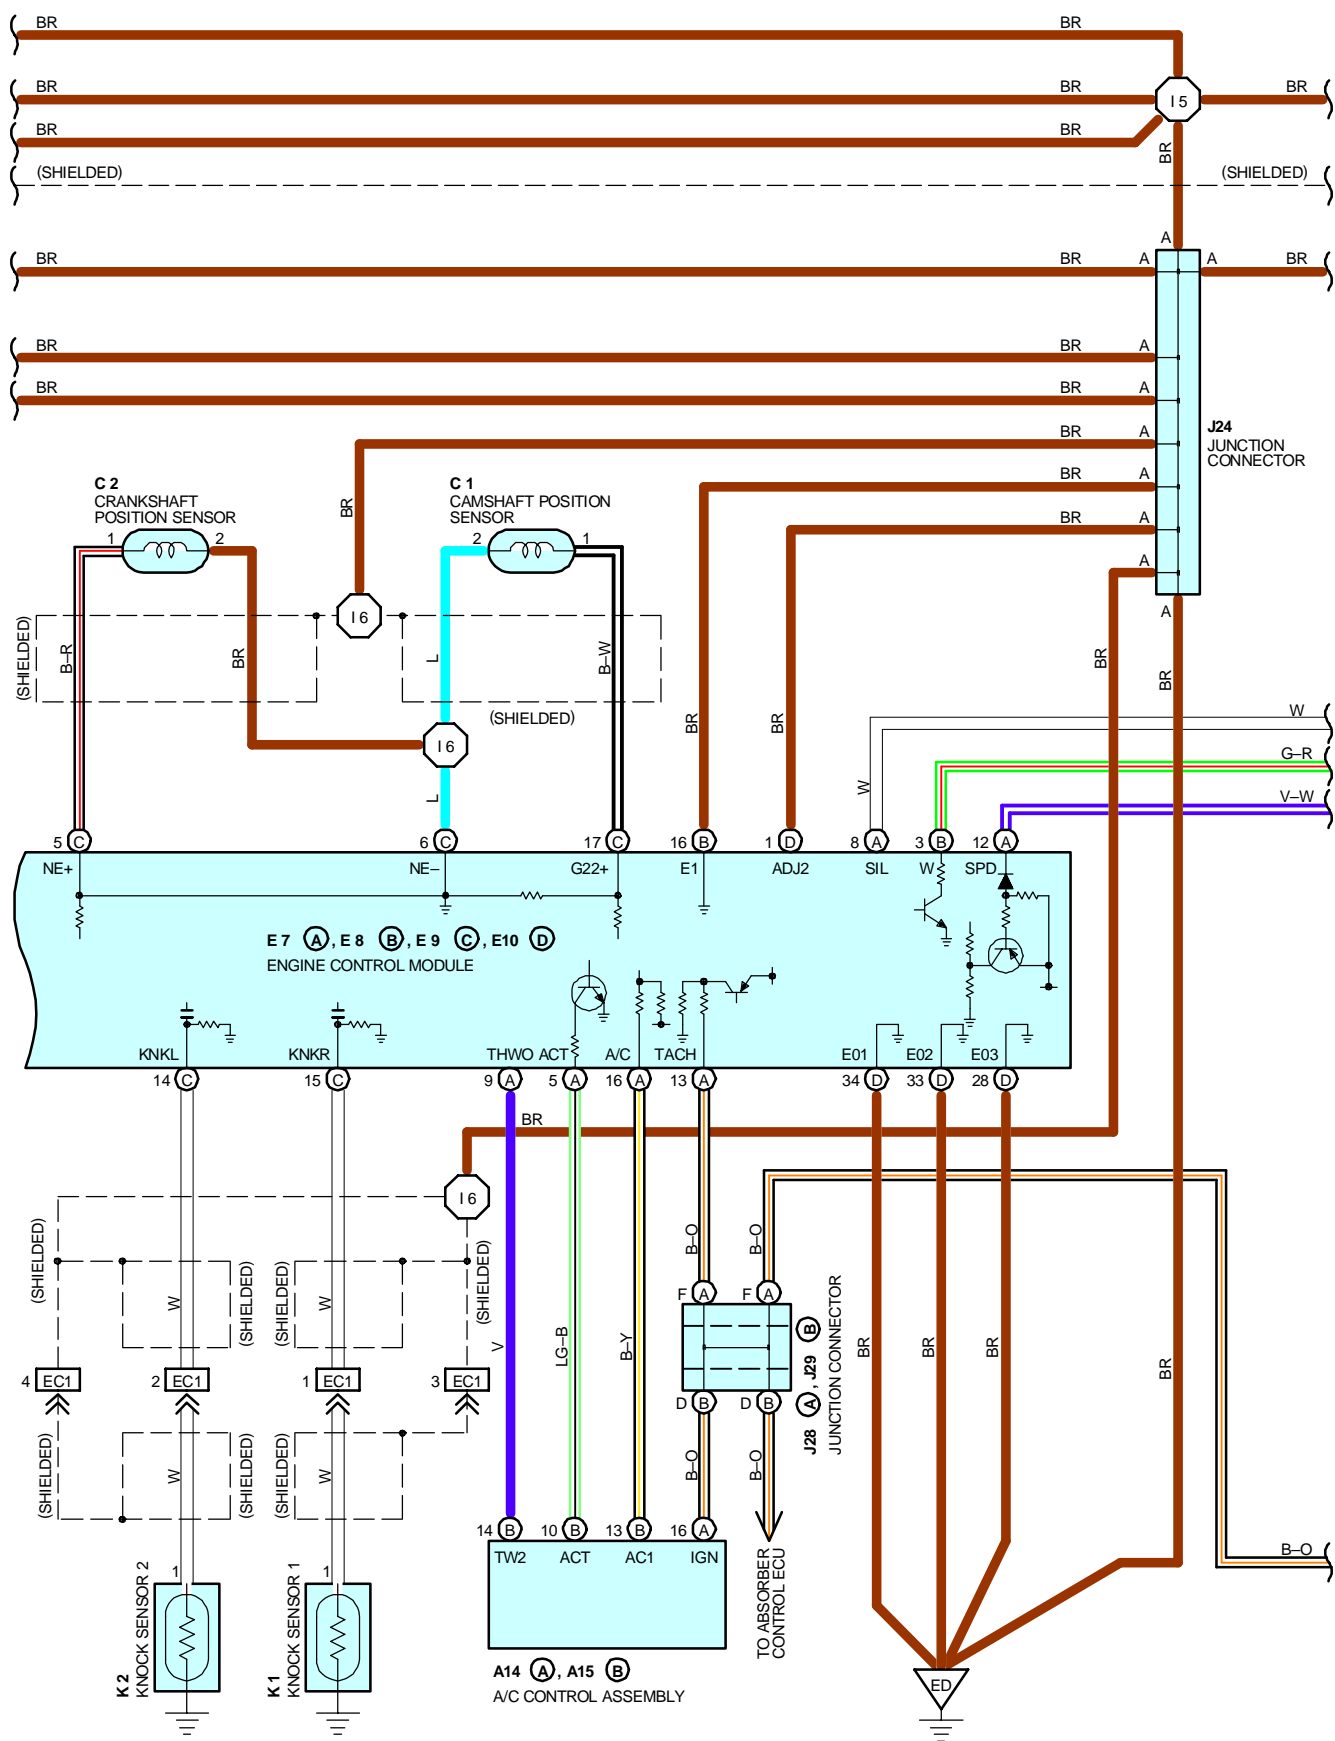 BR BR
BR BR I 5 BR
BR BR BR
(SHIELDED) (SHIELDED)
A
BR BR A A BR
BR BR A
BR BR A
BR A
J24
JUNCTION
CONNECTOR
BR A
C 2
CRANKSHAFT
POSITION SENSOR
C 1
CAMSHAFT POSITION
SENSOR
BR
BR A
1 2 2 1
A
I 6
A
(SHIELDED)
B–R BR L B–W BR BR
(SHIELDED)
BR BR W
W
I 6
G–R
L
V–W
5 C 6 C 17 C 16 B 1 D 8 A 3 B 12 A
NE+ NE– G22+ E1 ADJ2 SIL W SPD
E 7 A , E 8 B , E 9 C , E10 D
ENGINE CONTROL MODULE
KNKL KNKR THWO ACT A/C TACH E01 E02 E03
14 C 15 C 9 A 5 A 16 A 13 A 34 D 33 D 28 D
BR
I 6
(SHIELDED) (SHIELDED) (SHIELDED) (SHIELDED)
W W
B–O B–O
F A F A
V LG–B B–Y
BR BR BR BR
J28 A , J29 B
JUNCTION CONNECTOR
4 EC1 2 EC1 1 EC1 3 EC1
D B D B
(SHIELDED) W (SHIELDED) (SHIELDED) W
B–O B–O
14 B 10 B 13 B 16 A
TW2 ACT AC1 IGN
B–O
TO ABSORBER
CONTROL ECU
1 1
K 2
KNOCK SENSOR 2
K 1
KNOCK SENSOR 1
A14 A , A15 B
A/C CONTROL ASSEMBLY
ED